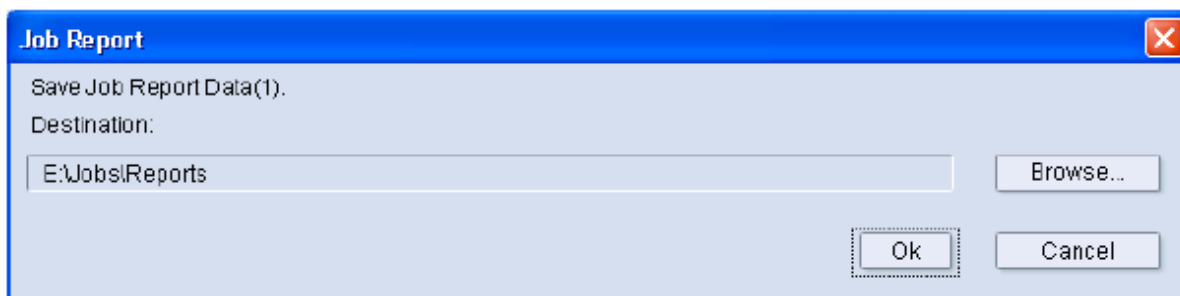 Job Report
Save Job Report Data(1).
Destination:
E:\Jobs\Reports
Browse...
Ok
Cancel